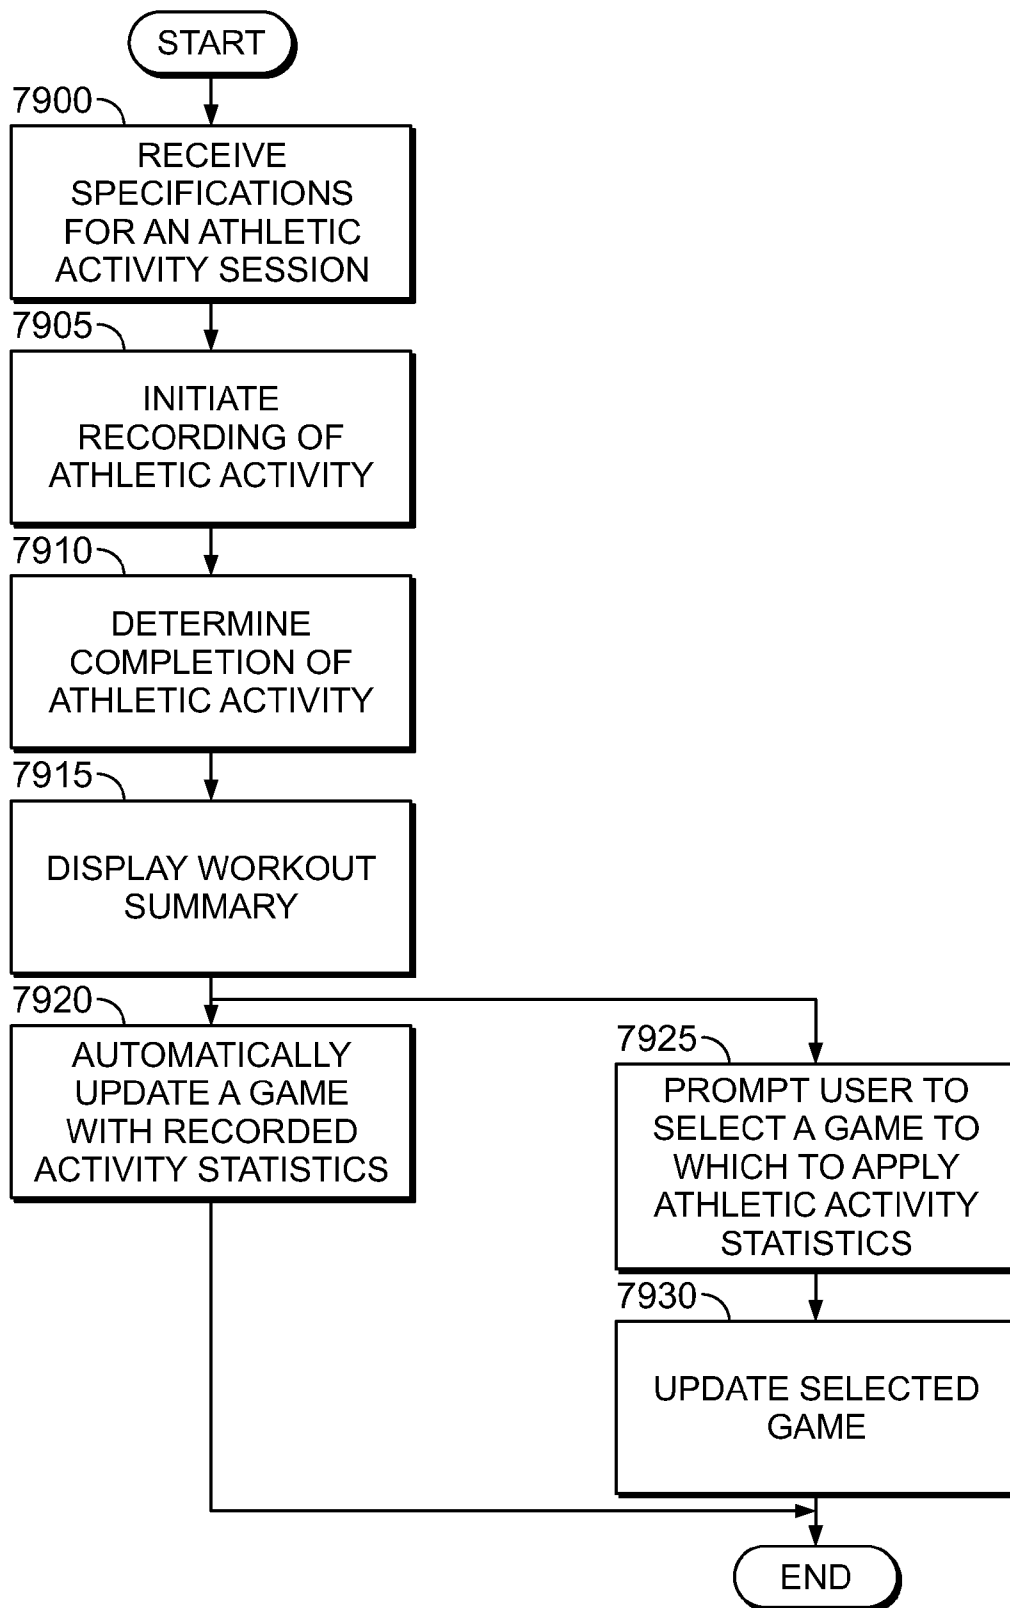 START
7900
RECEIVE
SPECIFICATIONS
FOR AN ATHLETIC
ACTIVITY SESSION
7905
INITIATE
RECORDING OF
ATHLETIC ACTIVITY
7910
DETERMINE
COMPLETION OF
ATHLETIC ACTIVITY
7915
DISPLAY WORKOUT
SUMMARY
7920
AUTOMATICALLY
UPDATE A GAME
WITH RECORDED
ACTIVITY STATISTICS
7925
PROMPT USER TO
SELECT A GAME TO
WHICH TO APPLY
ATHLETIC ACTIVITY
STATISTICS
7930
UPDATE SELECTED
GAME
END